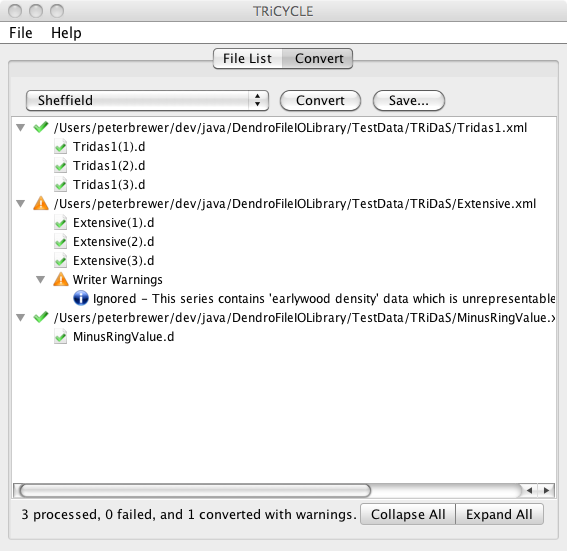 TRiCYCLE
File Help
File List Convert
Sheffield Convert Save...
/Users/peterbrewer/dev/java/DendroFileIOLibrary/TestData/TRiDaS/Tridas1.xml
Tridas1(1).d
Tridas1(2).d
Tridas1(3).d
/Users/peterbrewer/dev/java/DendroFileIOLibrary/TestData/TRiDaS/Extensive.xml
Extensive(1).d
Extensive(2).d
Extensive(3).d
Writer Warnings
Ignored - This series contains 'earlywood density' data which is unrepresentable
/Users/peterbrewer/dev/java/DendroFileIOLibrary/TestData/TRiDaS/MinusRingValue.x
MinusRingValue.d
3 processed, 0 failed, and 1 converted with warnings. Collapse All Expand All